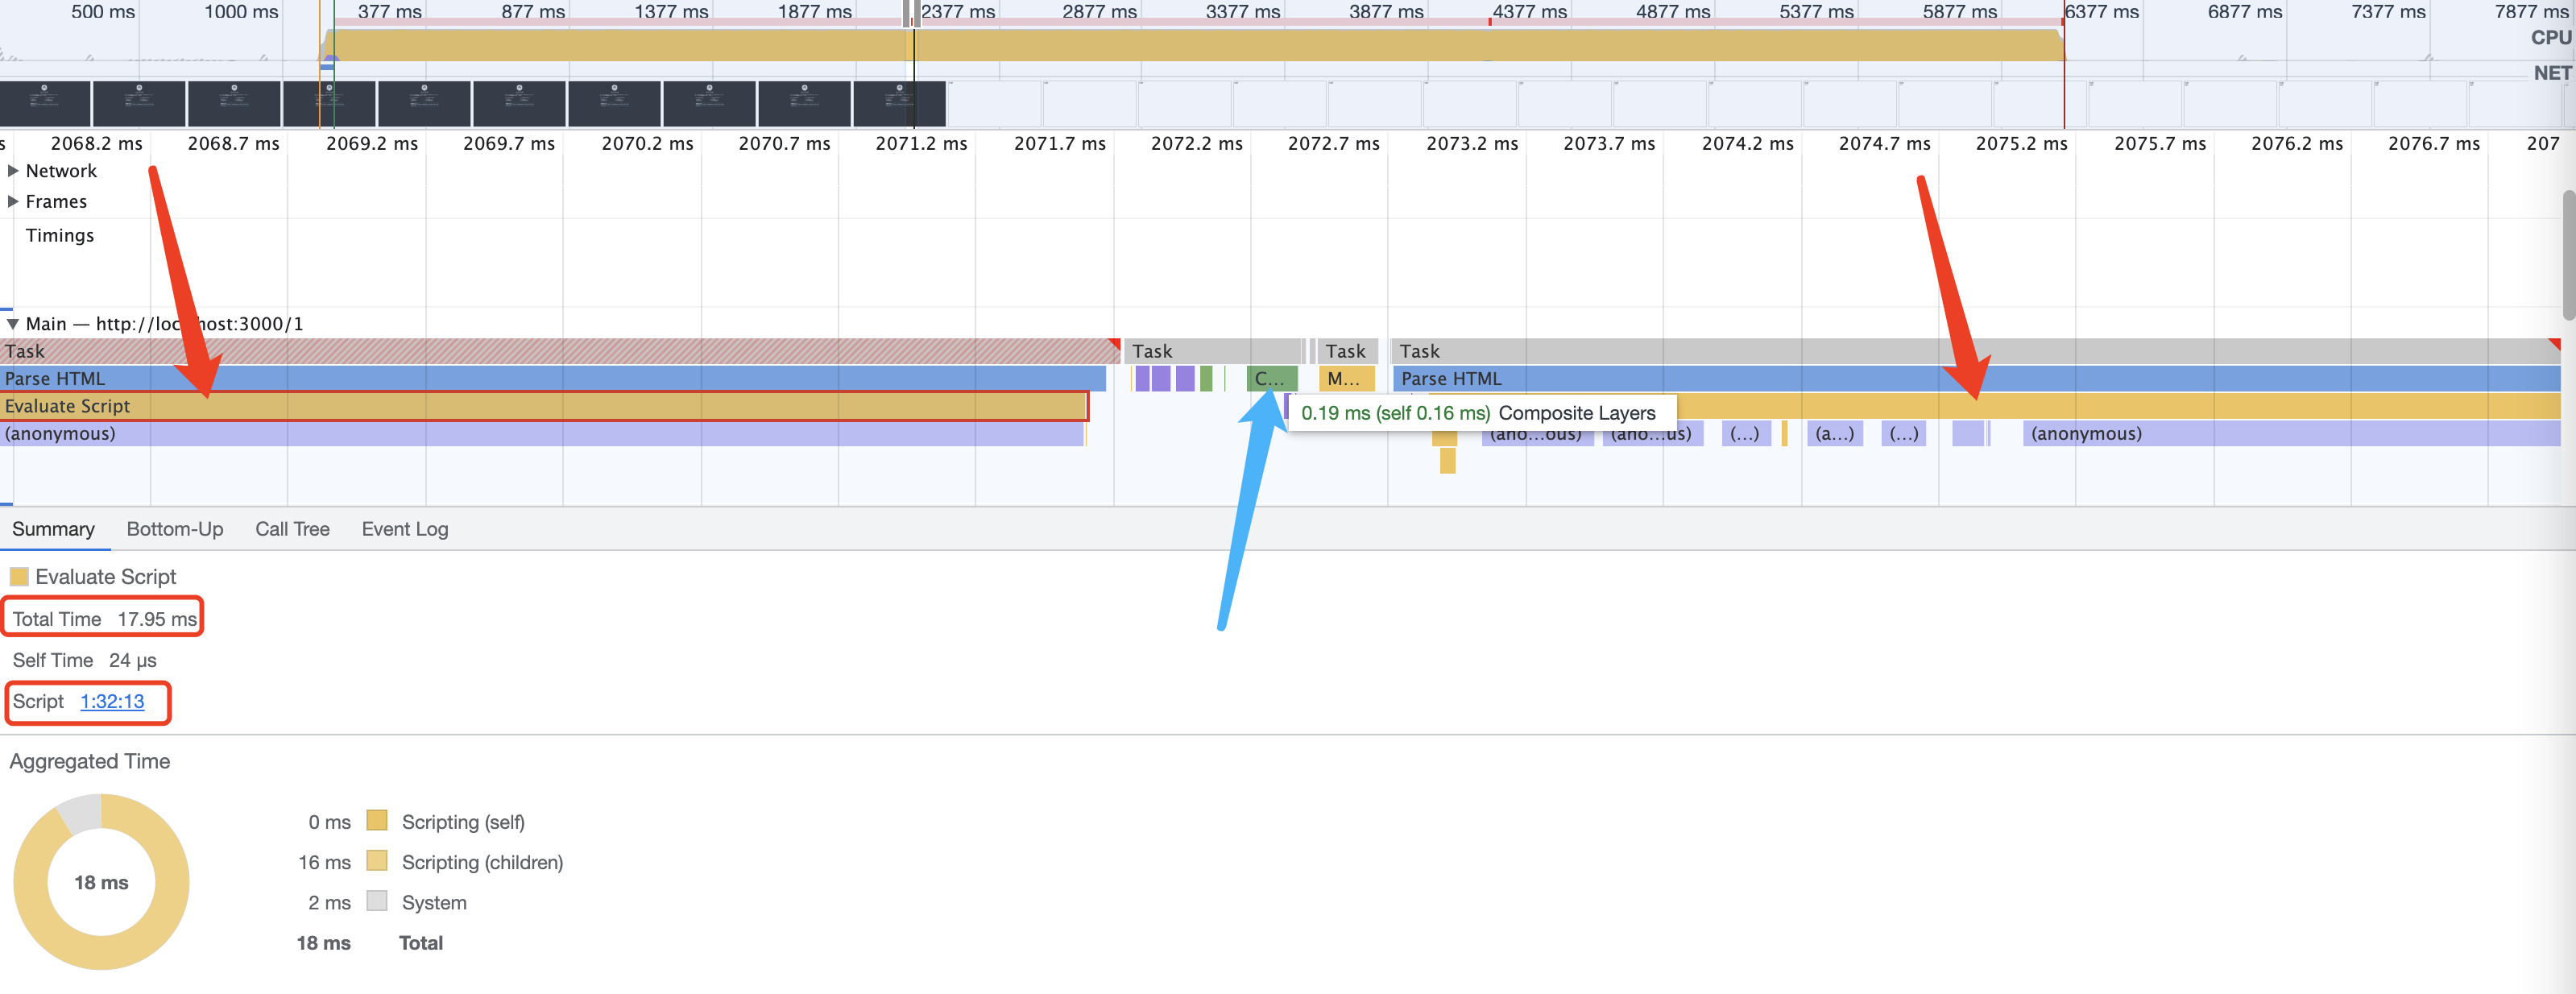 500 ms 1000 ms 377 ms 877 ms 1377 ms 1877 ms 2377 ms 2877 ms 3377 ms 3877 ms 4377 ms 4877 ms 5377 ms 5877 ms 6377 ms 6877 ms 7377 ms 7877 ms
CPU
NET
s 2068.2 ms 2068.7 ms 2069.2 ms 2069.7 ms 2070.2 ms 2070.7 ms 2071.2 ms 2071.7 ms 2072.2 ms 2072.7 ms 2073.2 ms 2073.7 ms 2074.2 ms 2074.7 ms 2075.2 ms 2075.7 ms 2076.2 ms 2076.7 ms 207
Network
Frames
Timings
Main — http://loc host:3000/1
Task Task Task Task
Parse HTML C... M... Parse HTML
Evaluate Script
0.19 ms (self 0.16 ms) Composite Layers
(anonymous) (ano...ous) (ano...us) (...) (a...) (...) (anonymous)
Summary Bottom-Up Call Tree Event Log
Evaluate Script
Total Time 17.95 ms
Self Time 24 μs
Script 1:32:13
Aggregated Time
18 ms
0 ms Scripting (self)
16 ms Scripting (children)
2 ms System
18 ms Total